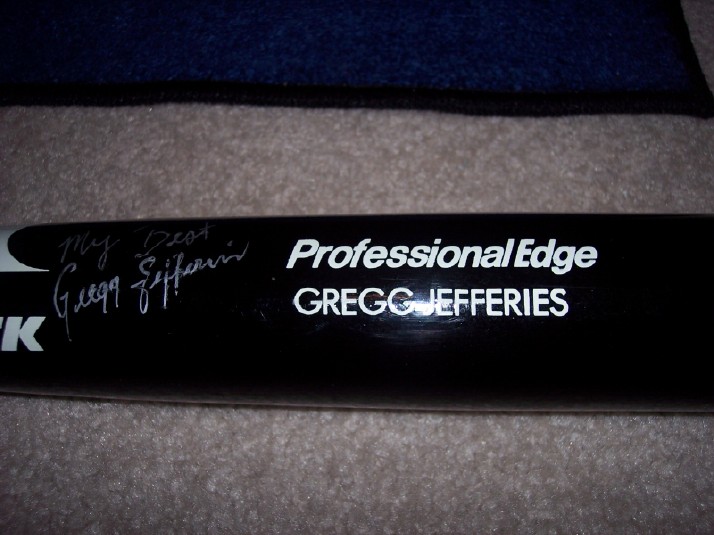 My Best
Gregg Jefferies
Professional Edge
GREGG JEFFERIES